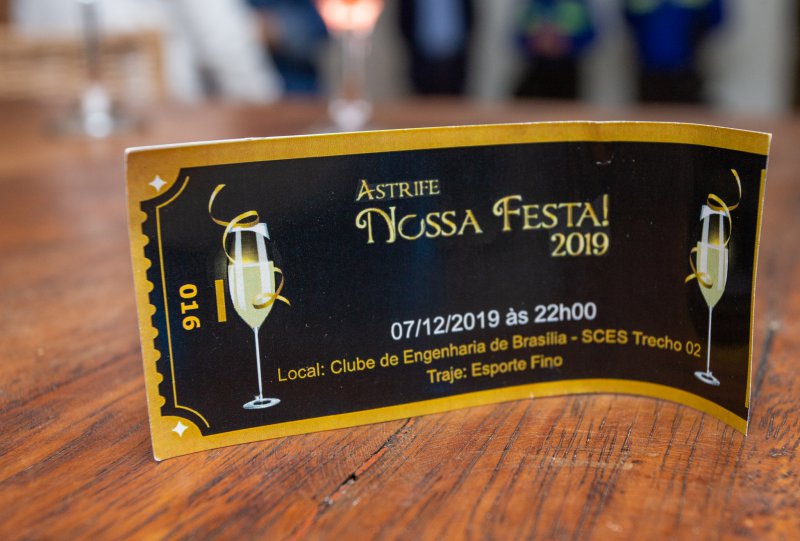 ASTRIFE
NOSSA FESTA!
2019
016
07/12/2019 às 22h00
Local: Clube de Engenharia de Brasília - SCES Trecho 02
Traje: Esporte Fino